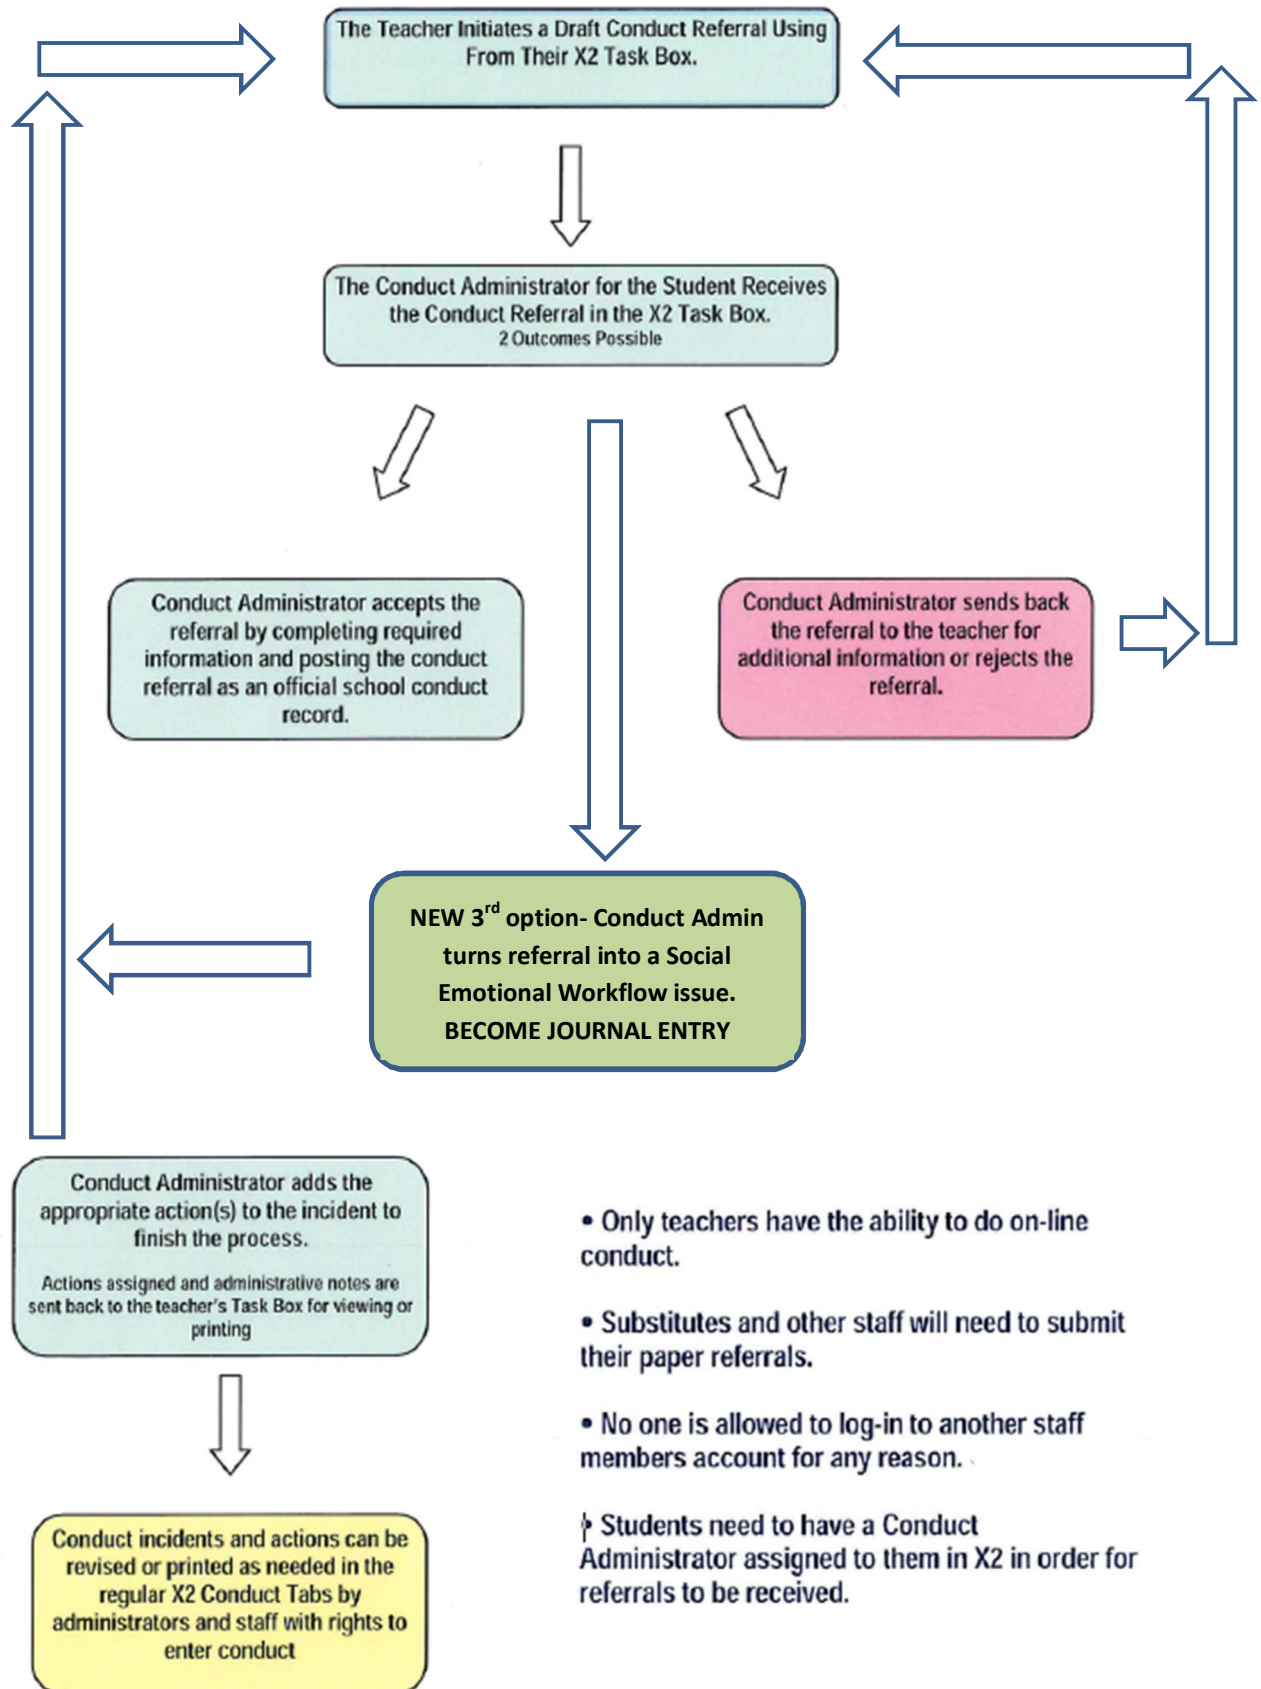 The Teacher Initiates a Draft Conduct Referral Using
From Their X2 Task Box.
The Conduct Administrator for the Student Receives
the Conduct Referral in the X2 Task Box.
2 Outcomes Possible
Conduct Administrator accepts the
referral by completing required
information and posting the conduct
referral as an official school conduct
record.
Conduct Administrator sends back
the referral to the teacher for
additional information or rejects the
referral.
NEW 3rd option- Conduct Admin
turns referral into a Social
Emotional Workflow issue.
BECOME JOURNAL ENTRY
Conduct Administrator adds the
appropriate action(s) to the incident to
finish the process.
Actions assigned and administrative notes are
sent back to the teacher's Task Box for viewing or
printing
Conduct incidents and actions can be
revised or printed as needed in the
regular X2 Conduct Tabs by
administrators and staff with rights to
enter conduct
• Only teachers have the ability to do on-line
conduct.
• Substitutes and other staff will need to submit
their paper referrals.
• No one is allowed to log-in to another staff
members account for any reason.
• Students need to have a Conduct
Administrator assigned to them in X2 in order for
referrals to be received.